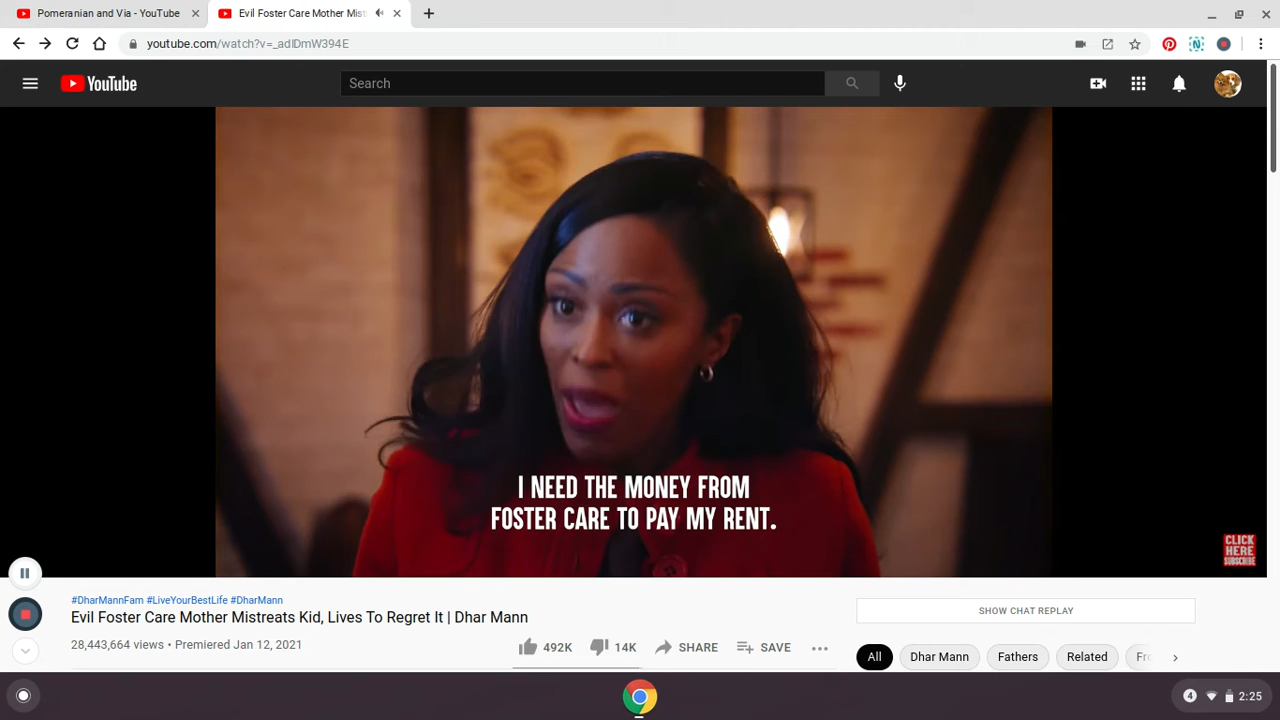 Pomeranian and Via - YouTube
Evil Foster Care Mother Mist
youtube.com/watch?v=_adIDmW394E
YouTube
Search
I NEED THE MONEY FROM
FOSTER CARE TO PAY MY RENT.
CLICK
HERE
SUBSCRIBE
#DharMannFam #LiveYourBestLife #DharMann
Evil Foster Care Mother Mistreats Kid, Lives To Regret It | Dhar Mann
28,443,664 views • Premiered Jan 12, 2021
492K
14K
SHARE
SAVE
SHOW CHAT REPLAY
All
Dhar Mann
Fathers
Related
Fro
4
2:25